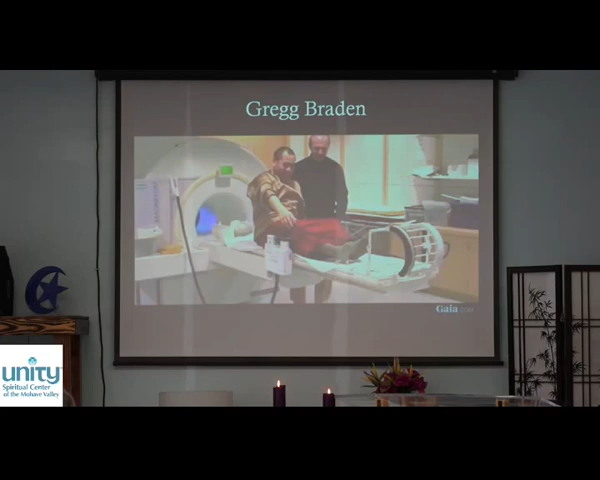 Gregg Braden
Gaia
unity
Spiritual Center
of the Mohave Valley